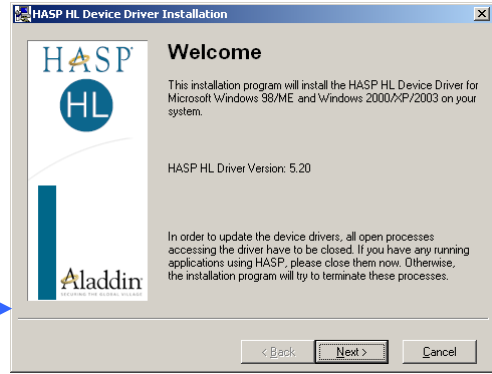 HASP HL Device Driver Installation
HASP
HL
Aladdin
SECURING THE GLOBAL VILLAGE
Welcome
This installation program will install the HASP HL Device Driver for
Microsoft Windows 98/ME and Windows 2000/XP/2003 on your
system.
HASP HL Driver Version: 5.20
In order to update the device drivers, all open processes
accessing the driver have to be closed. If you have any running
applications using HASP, please close them now. Otherwise,
the installation program will try to terminate these processes.
< Back Next > Cancel